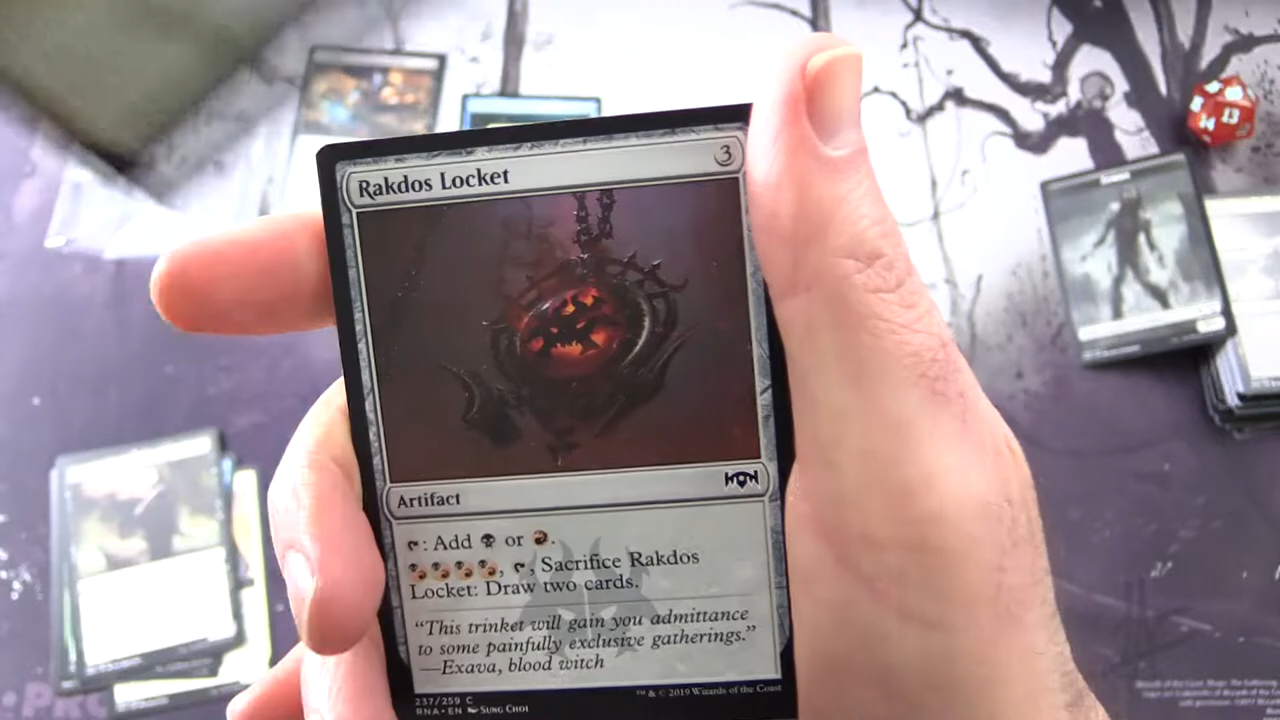 Rakdos Locket 3
Artifact
: Add or .
, , Sacrifice Rakdos
Locket: Draw two cards.
“This trinket will gain you admittance
to some painfully exclusive gatherings.”
—Exava, blood witch
237/259 C
RNA • EN SUNG CHOI
™ & © 2019 Wizards of the Coast
13
14